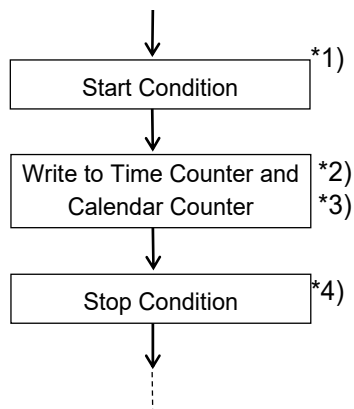 *1)
Start Condition
Write to Time Counter and *2)
Calendar Counter *3)
Stop Condition *4)